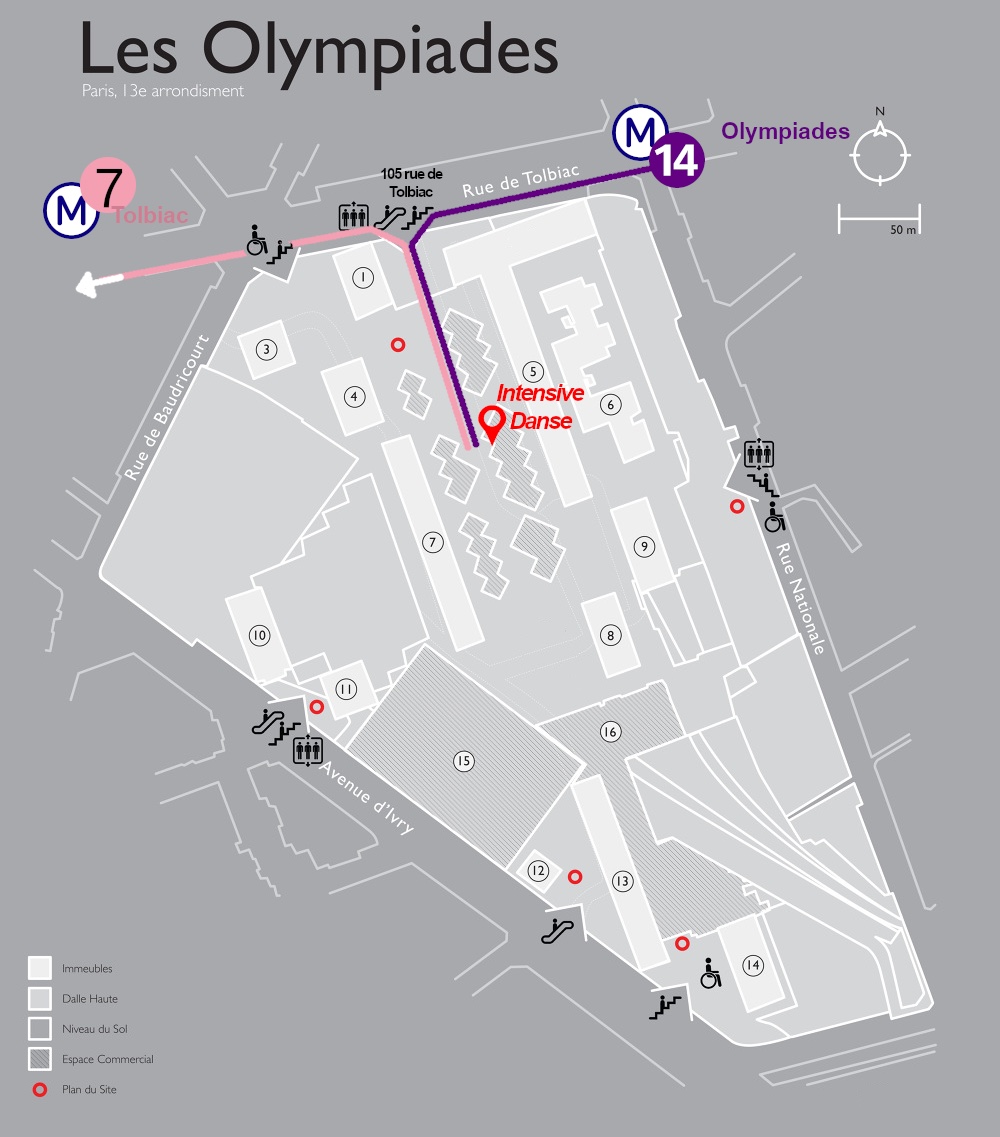 Les Olympiades
Paris, 13e arrondisment
M
14
Olympiades
N
50 m
M
7
Tolbiac
105 rue de
Tolbiac
Rue de Tolbiac
1
3
4
5
Intensive
Danse
6
Rue de Baudricourt
7
9
Rue Nationale
10
8
11
16
15
Avenue d'Ivry
12
13
14
Immeubles
Dalle Haute
Niveau du Sol
Espace Commercial
Plan du Site